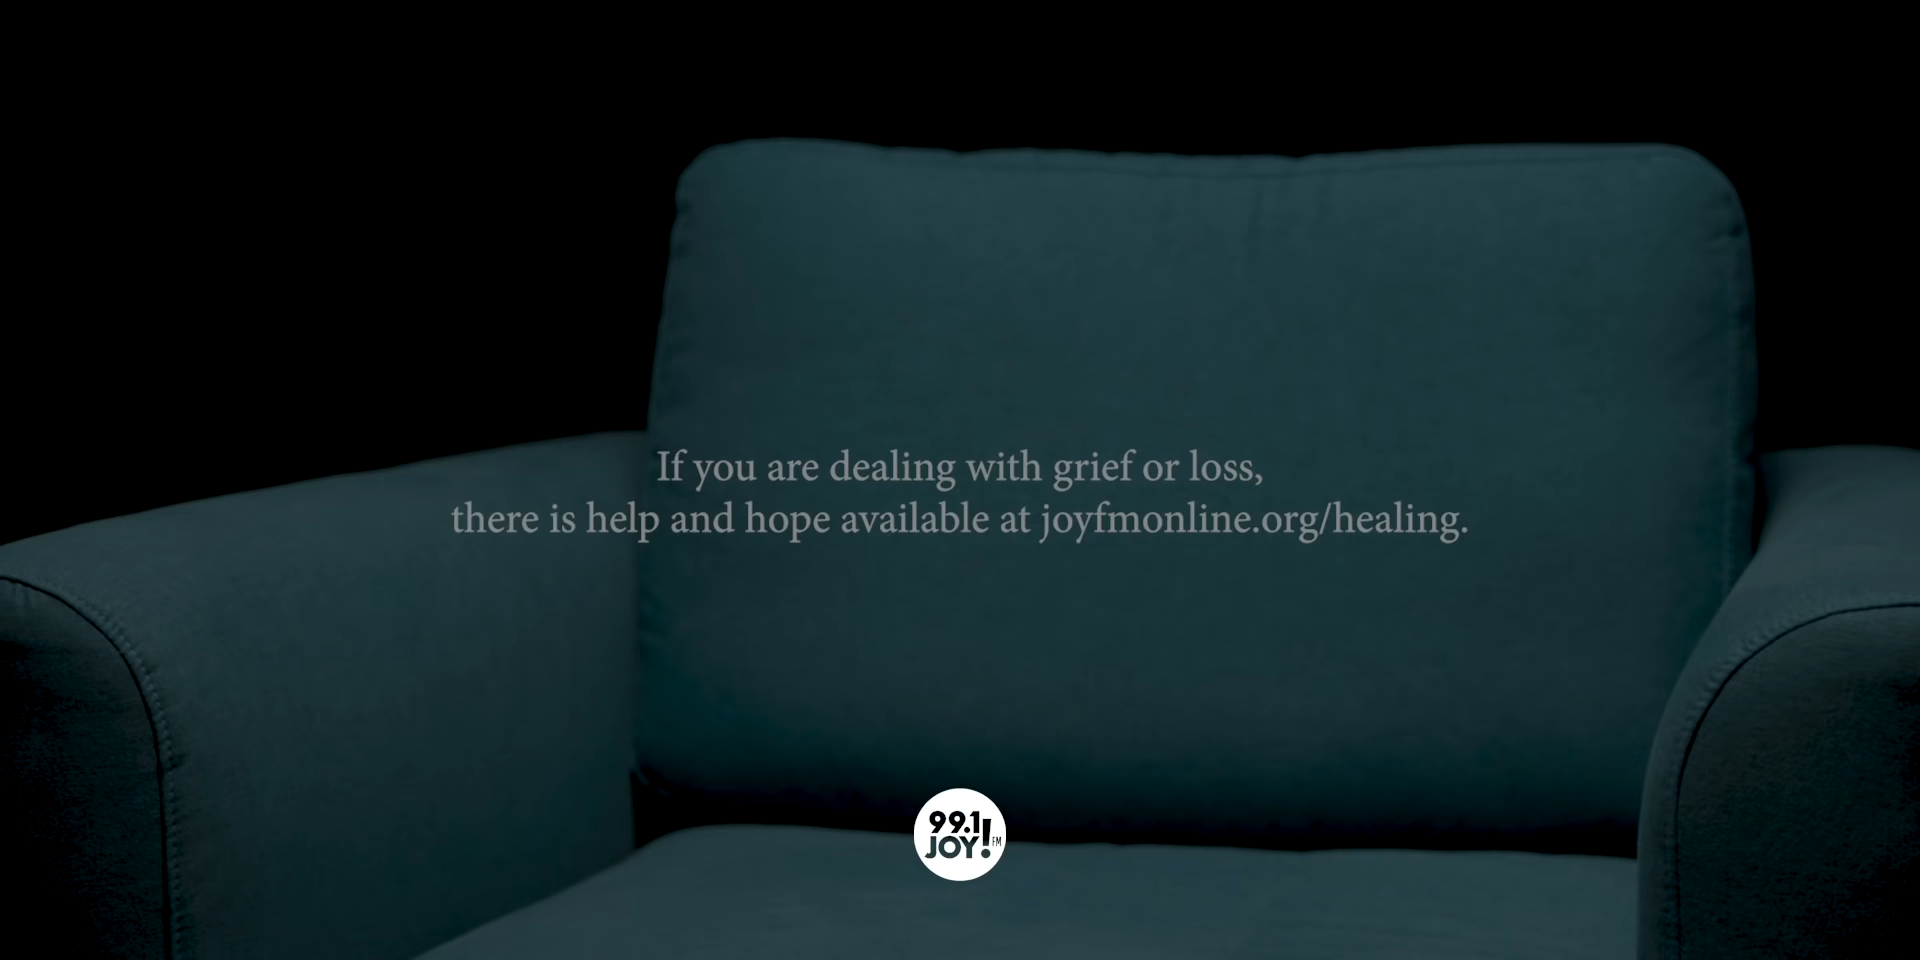 If you are dealing with grief or loss,
there is help and hope available at joyfmonline.org/healing.
99.1
JOY!FM